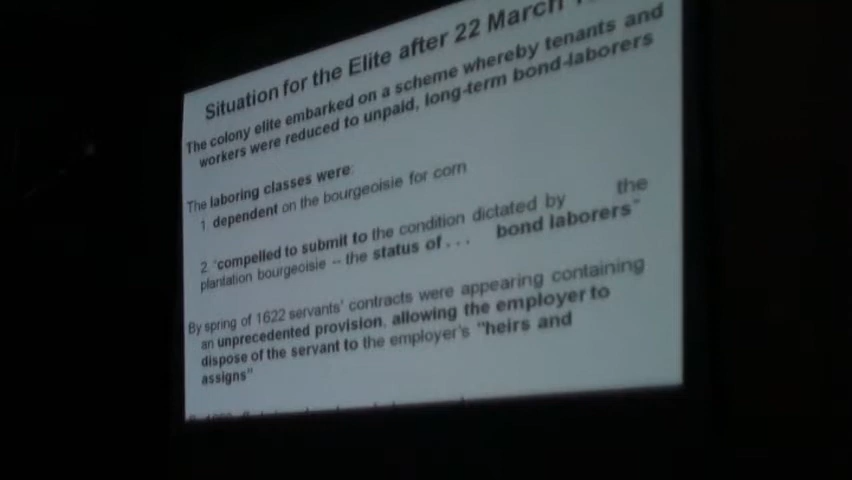 Situation for the Elite after 22 March
The colony elite embarked on a scheme whereby tenants and
workers were reduced to unpaid, long-term bond-laborers
The laboring classes were:
1. dependent on the bourgeoisie for corn
2. "compelled to submit to the condition dictated by the
plantation bourgeoisie -- the status of . . . bond laborers"
By spring of 1622 servants' contracts were appearing containing
an unprecedented provision, allowing the employer to
dispose of the servant to the employer's "heirs and
assigns"